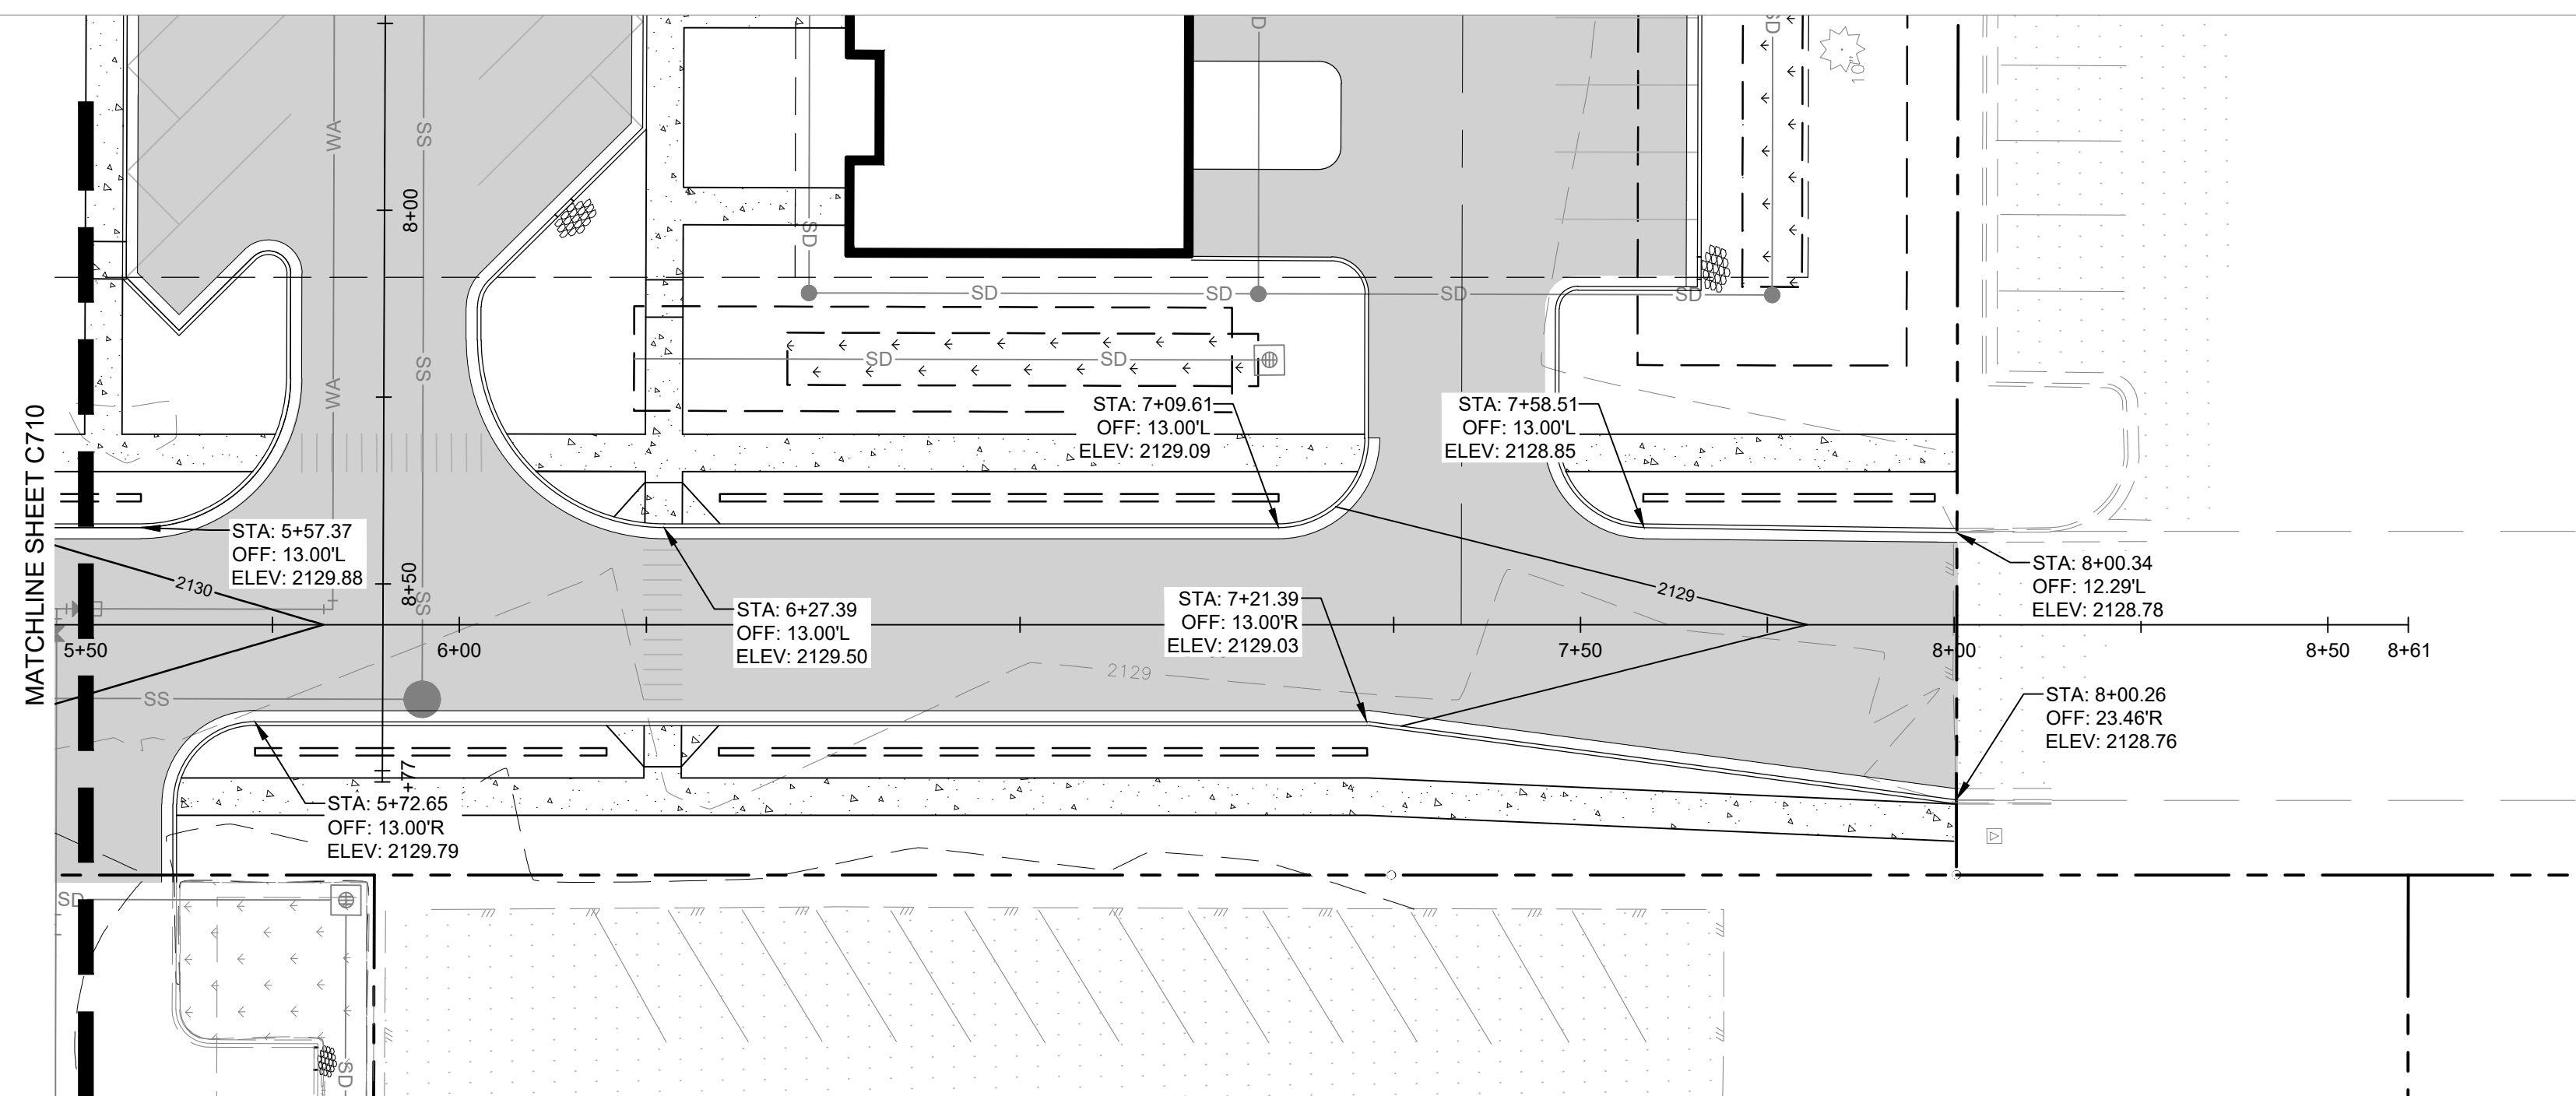 D
SD
10"
WA
SS
8+00
SD
SD
SD
SD
SD
SD
SD
WA
SS
MATCHLINE SHEET C710
STA: 7+09.61
OFF: 13.00'L
ELEV: 2129.09
STA: 7+58.51
OFF: 13.00'L
ELEV: 2128.85
STA: 5+57.37
OFF: 13.00'L
ELEV: 2129.88
2130
8+50
SS
STA: 6+27.39
OFF: 13.00'L
ELEV: 2129.50
STA: 7+21.39
OFF: 13.00'R
ELEV: 2129.03
2129
STA: 8+00.34
OFF: 12.29'L
ELEV: 2128.78
5+50
6+00
7+50
8+00
8+50
8+61
2129
SS
STA: 8+00.26
OFF: 23.46'R
ELEV: 2128.76
+77
STA: 5+72.65
OFF: 13.00'R
ELEV: 2129.79
SD
SD